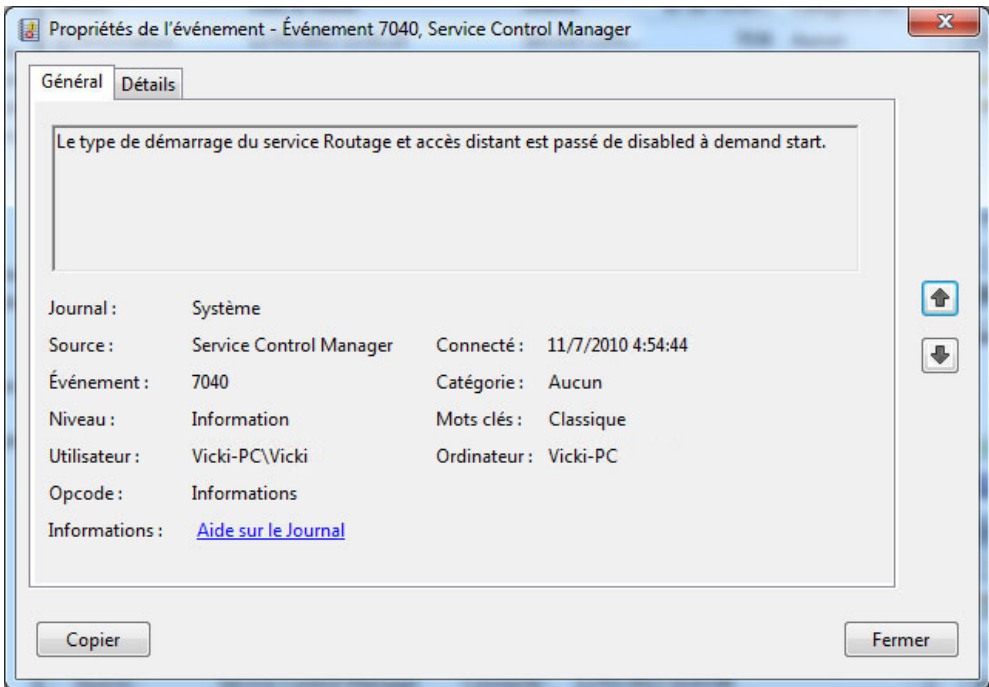 Propriétés de l'événement - Événement 7040, Service Control Manager
Général Détails
Le type de démarrage du service Routage et accès distant est passé de disabled à demand start.
Journal : Système
Source : Service Control Manager Connecté : 11/7/2010 4:54:44
Événement : 7040 Catégorie : Aucun
Niveau : Information Mots clés : Classique
Utilisateur : Vicki-PC\Vicki Ordinateur : Vicki-PC
Opcode : Informations
Informations : Aide sur le Journal
Copier Fermer